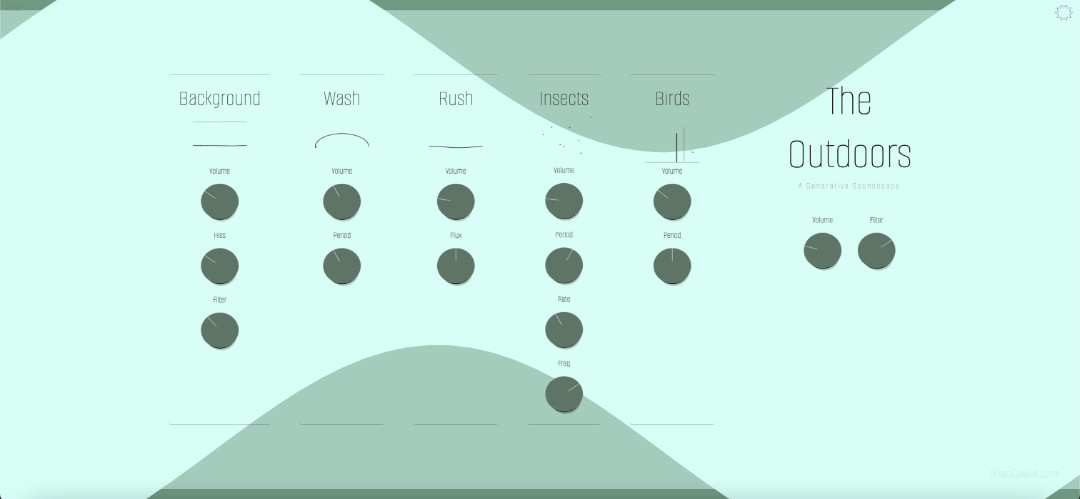 Background
Wash
Rush
Insects
Birds
The
Outdoors
A Generative Soundscape
Volume
Volume
Volume
Volume
Volume
Volume
Filter
Hiss
Period
Flux
Period
Period
Filter
Rate
Freq